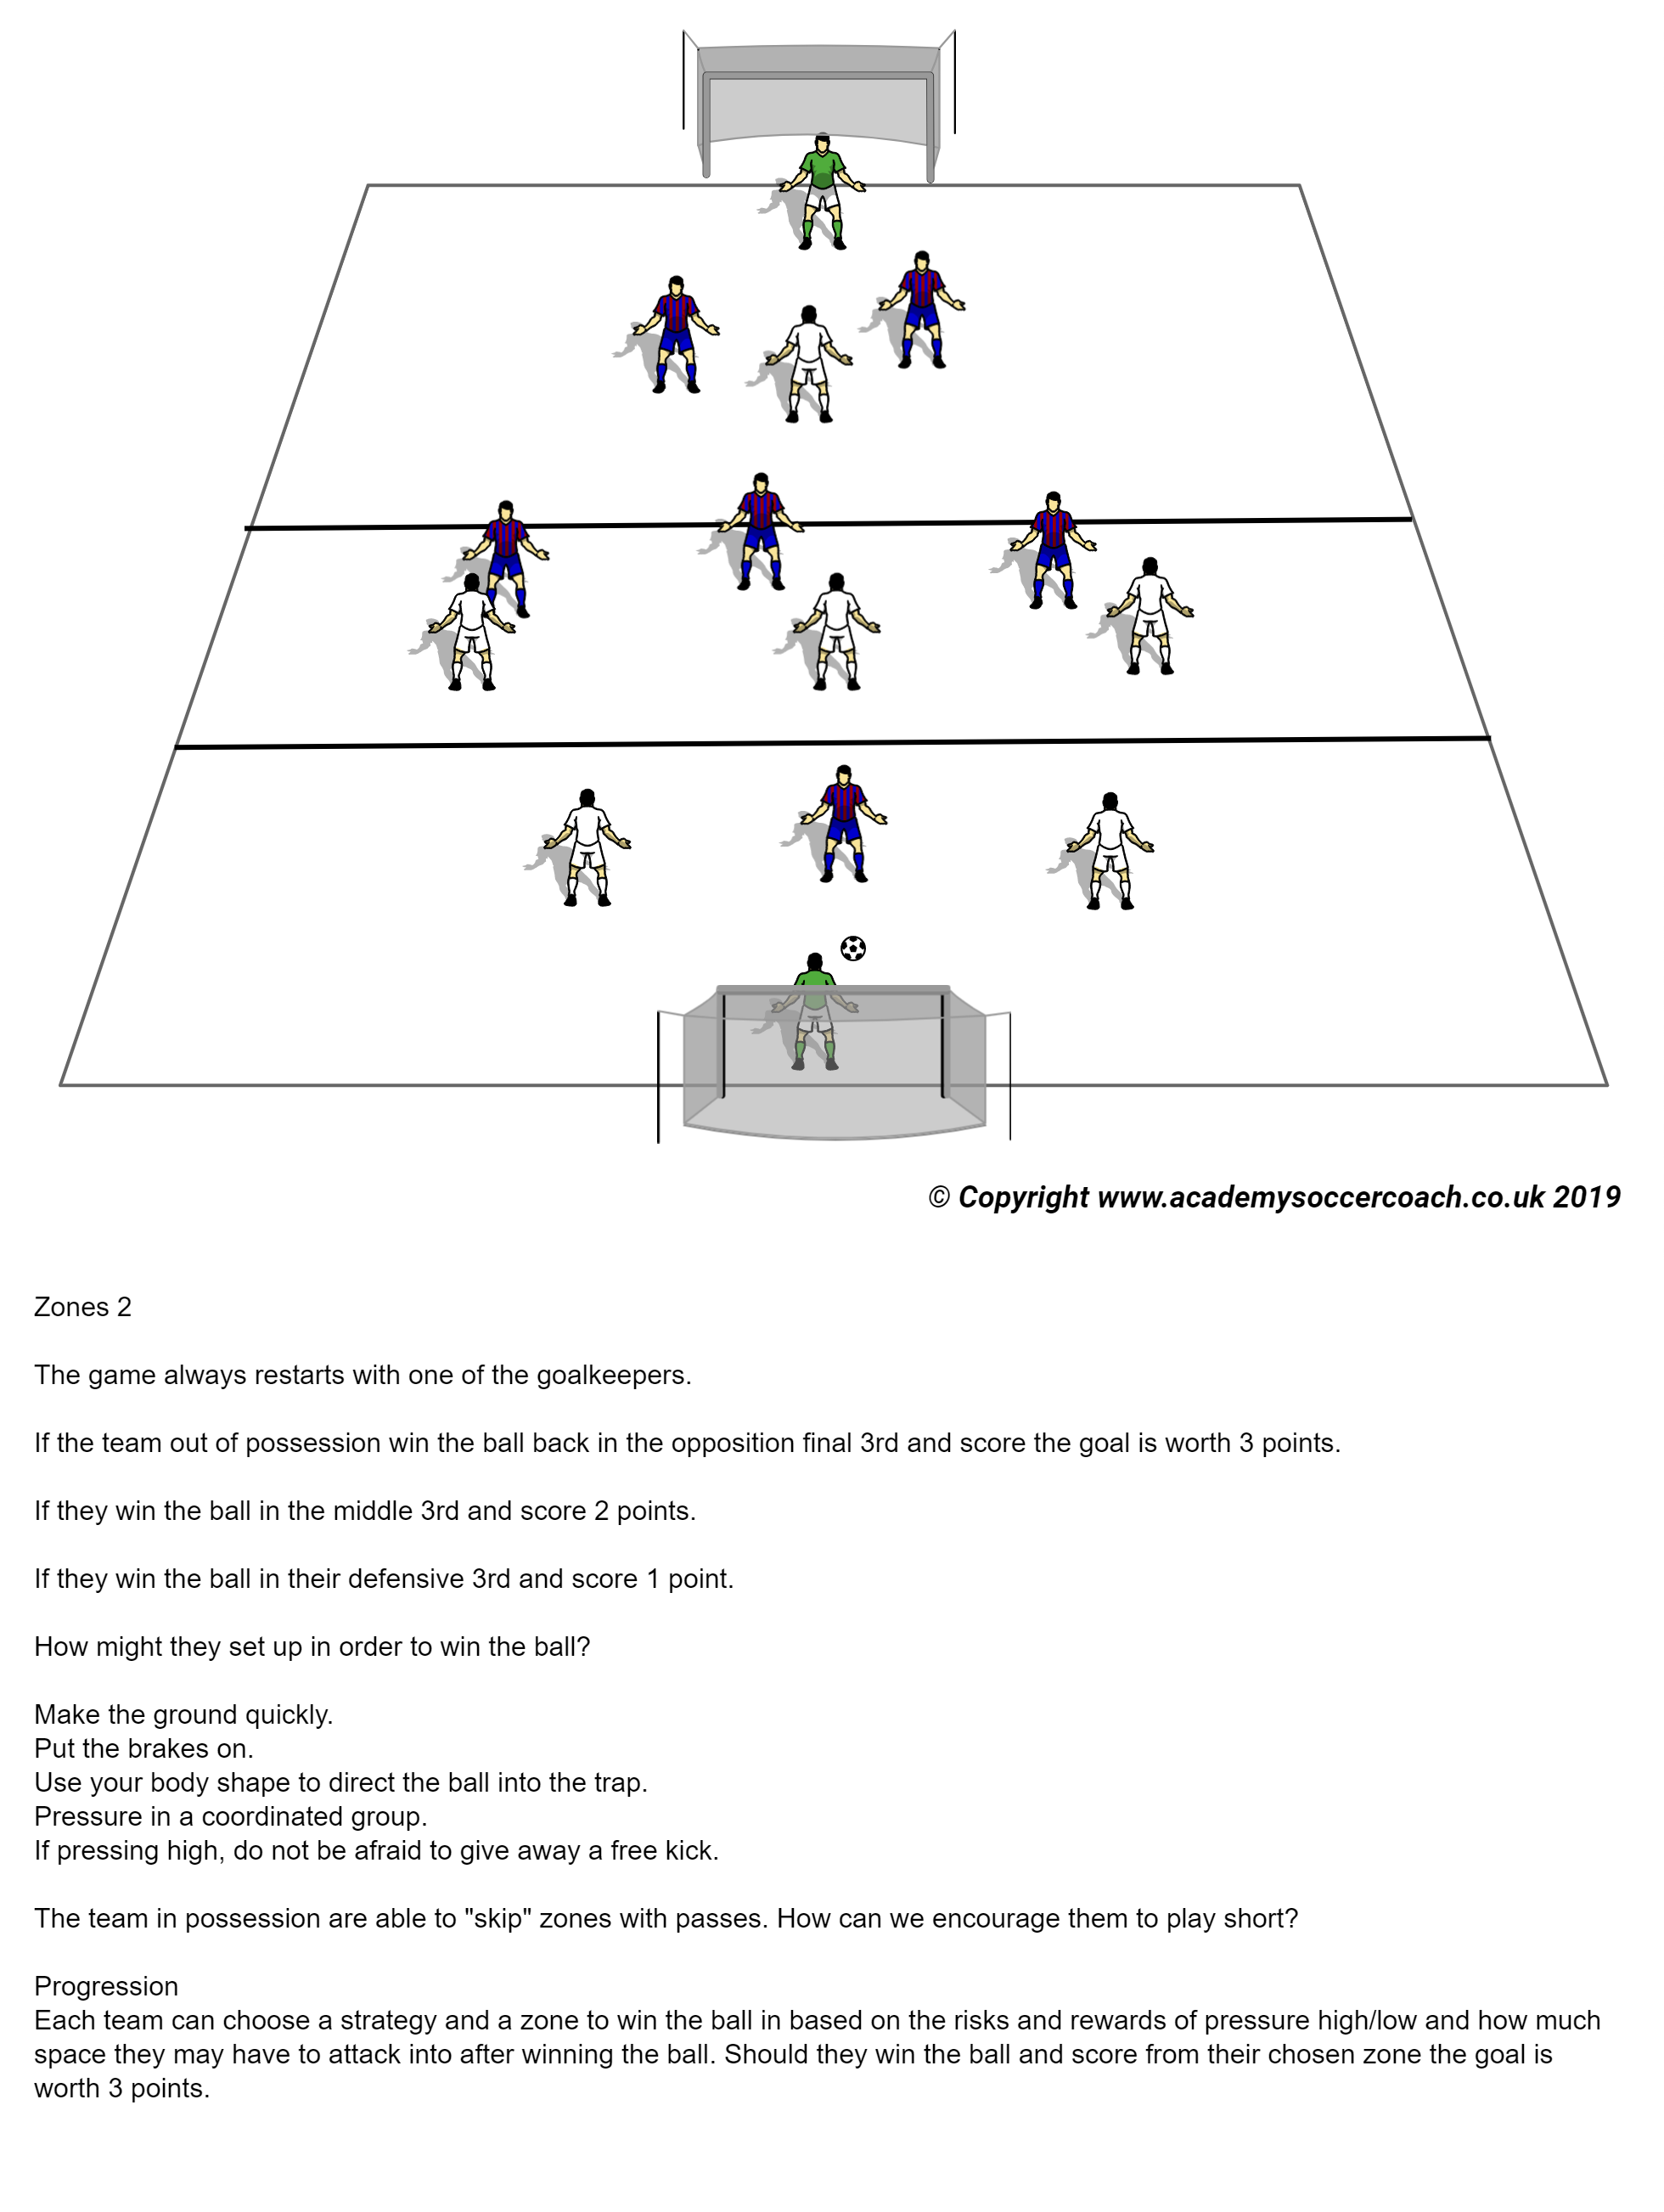 © Copyright www.academysoccercoach.co.uk 2019
Zones 2
The game always restarts with one of the goalkeepers.
If the team out of possession win the ball back in the opposition final 3rd and score the goal is worth 3 points.
If they win the ball in the middle 3rd and score 2 points.
If they win the ball in their defensive 3rd and score 1 point.
How might they set up in order to win the ball?
Make the ground quickly.
Put the brakes on.
Use your body shape to direct the ball into the trap.
Pressure in a coordinated group.
If pressing high, do not be afraid to give away a free kick.
The team in possession are able to "skip" zones with passes. How can we encourage them to play short?
Progression
Each team can choose a strategy and a zone to win the ball in based on the risks and rewards of pressure high/low and how much
space they may have to attack into after winning the ball. Should they win the ball and score from their chosen zone the goal is
worth 3 points.